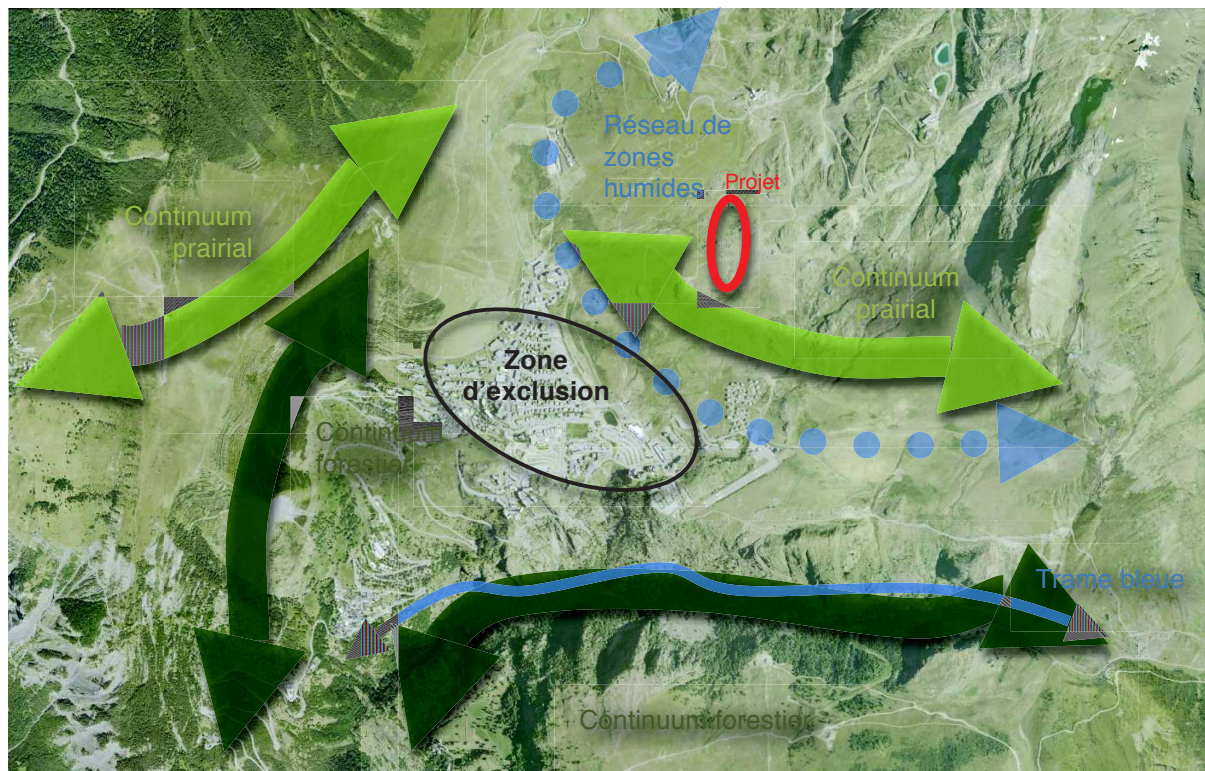 Réseau de
zones
humides
Projet
Continuum
prairial
Continuum
prairial
Zone
d'exclusion
Continuum
forestier
Trame bleue
Continuum forestier